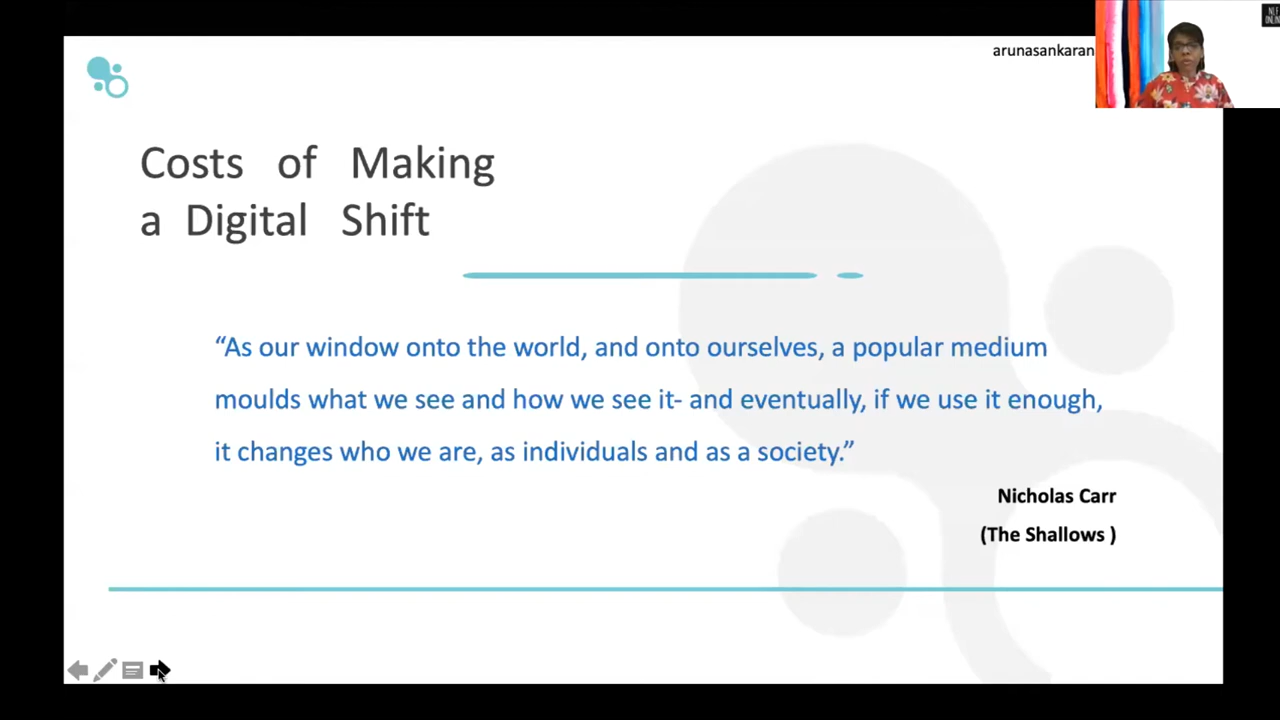 arunasankaran
NLF
ONLINE
Costs of Making
a Digital Shift
“As our window onto the world, and onto ourselves, a popular medium
moulds what we see and how we see it- and eventually, if we use it enough,
it changes who we are, as individuals and as a society.”
Nicholas Carr
(The Shallows )